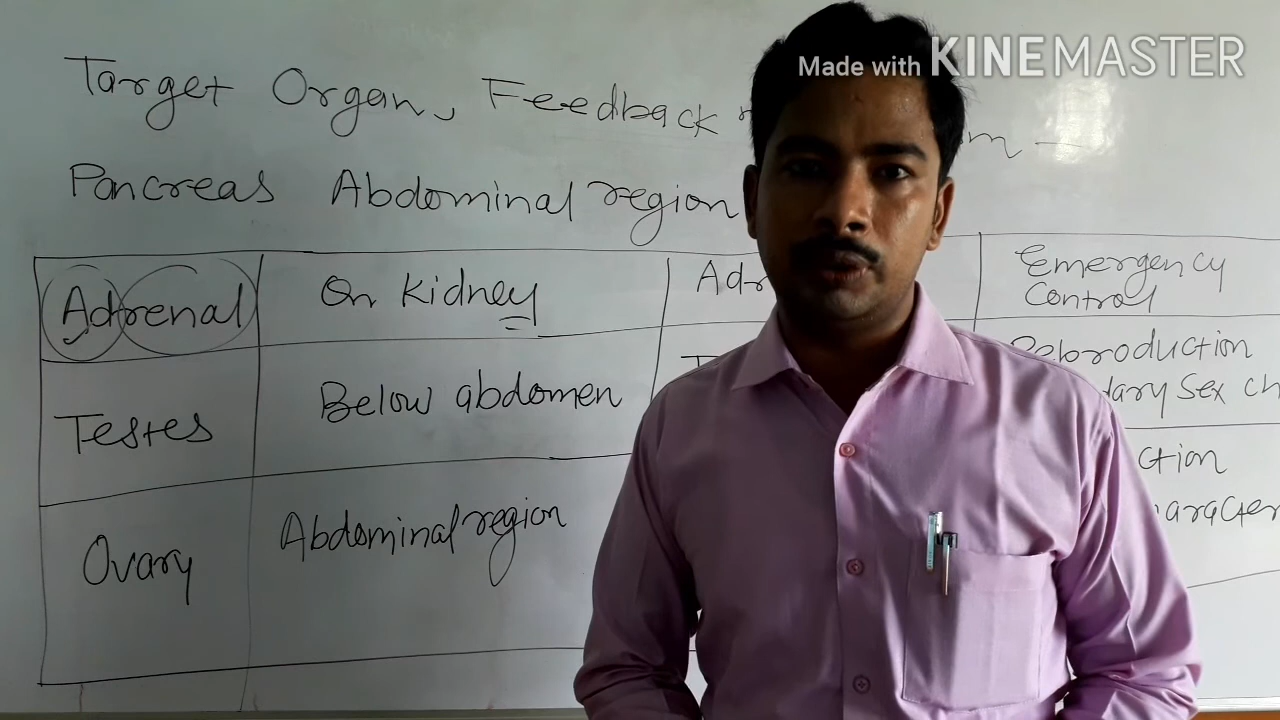 Made with KINEMASTER
Target Organ, Feedback
Pancreas Abdominal region
Adrenal On Kidney Emergency
Control
Testes Below abdomen Reproduction
Sex
Ovary Abdominal region